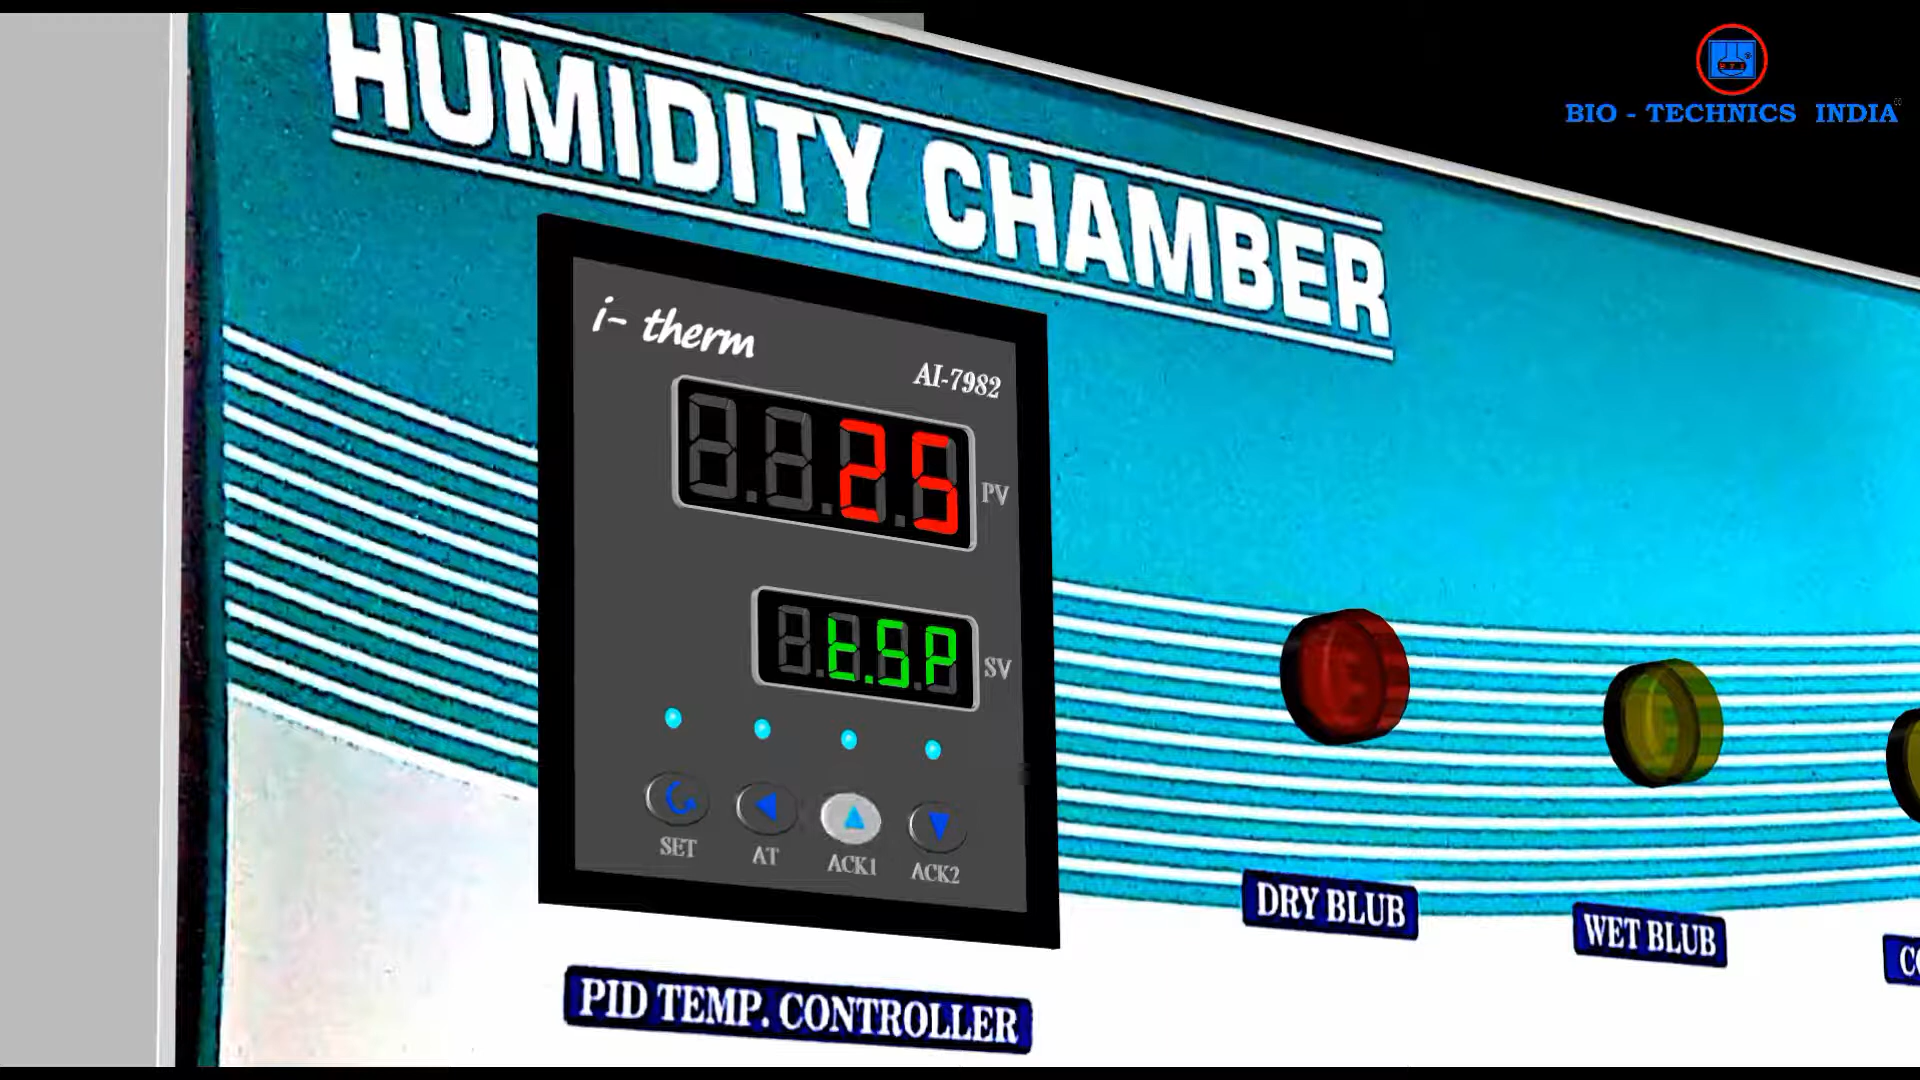 HUMIDITY CHAMBER
BIO - TECHNICS INDIA
i- therm
AI-7982
25
PV
t.SP
SV
SET
AT
ACK1
ACK2
DRY BLUB
WET BLUB
PID TEMP. CONTROLLER